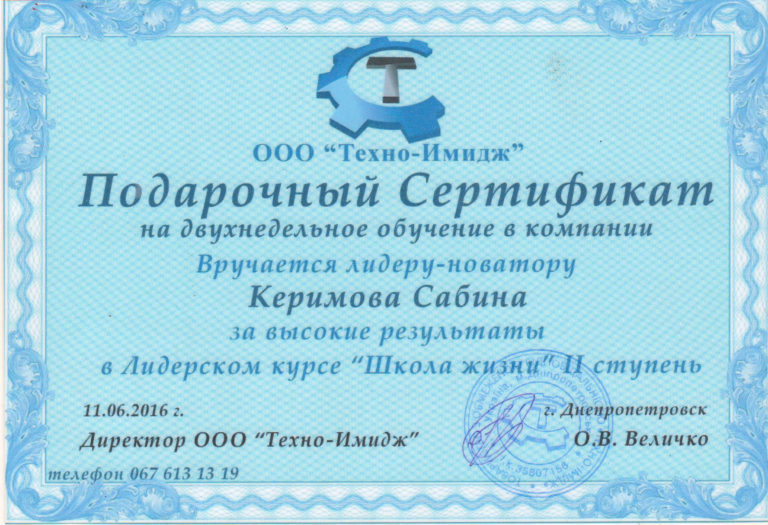 СТ
ООО “Техно-Имидж”
Подарочный Сертификат
на двухнедельное обучение в компании
Вручается лидеру-новатору
Керимова Сабина
за высокие результаты
в Лидерском курсе “Школа жизни” II ступень
11.06.2016 г.
г. Днепропетровск
Директор ООО “Техно-Имидж”
О.В. Величко
телефон 067 613 13 19